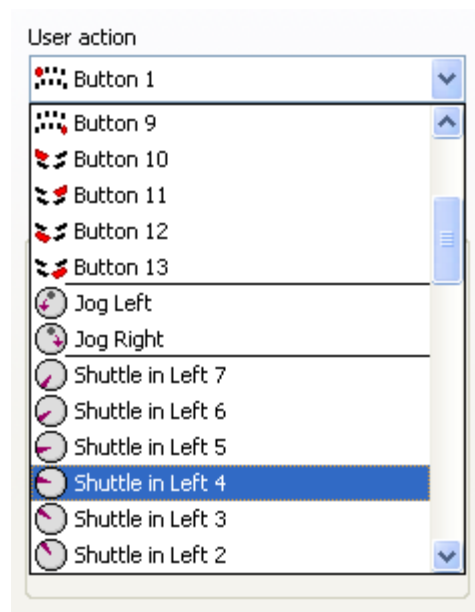 User action
Button 1
Button 9
Button 10
Button 11
Button 12
Button 13
Jog Left
Jog Right
Shuttle in Left 7
Shuttle in Left 6
Shuttle in Left 5
Shuttle in Left 4
Shuttle in Left 3
Shuttle in Left 2